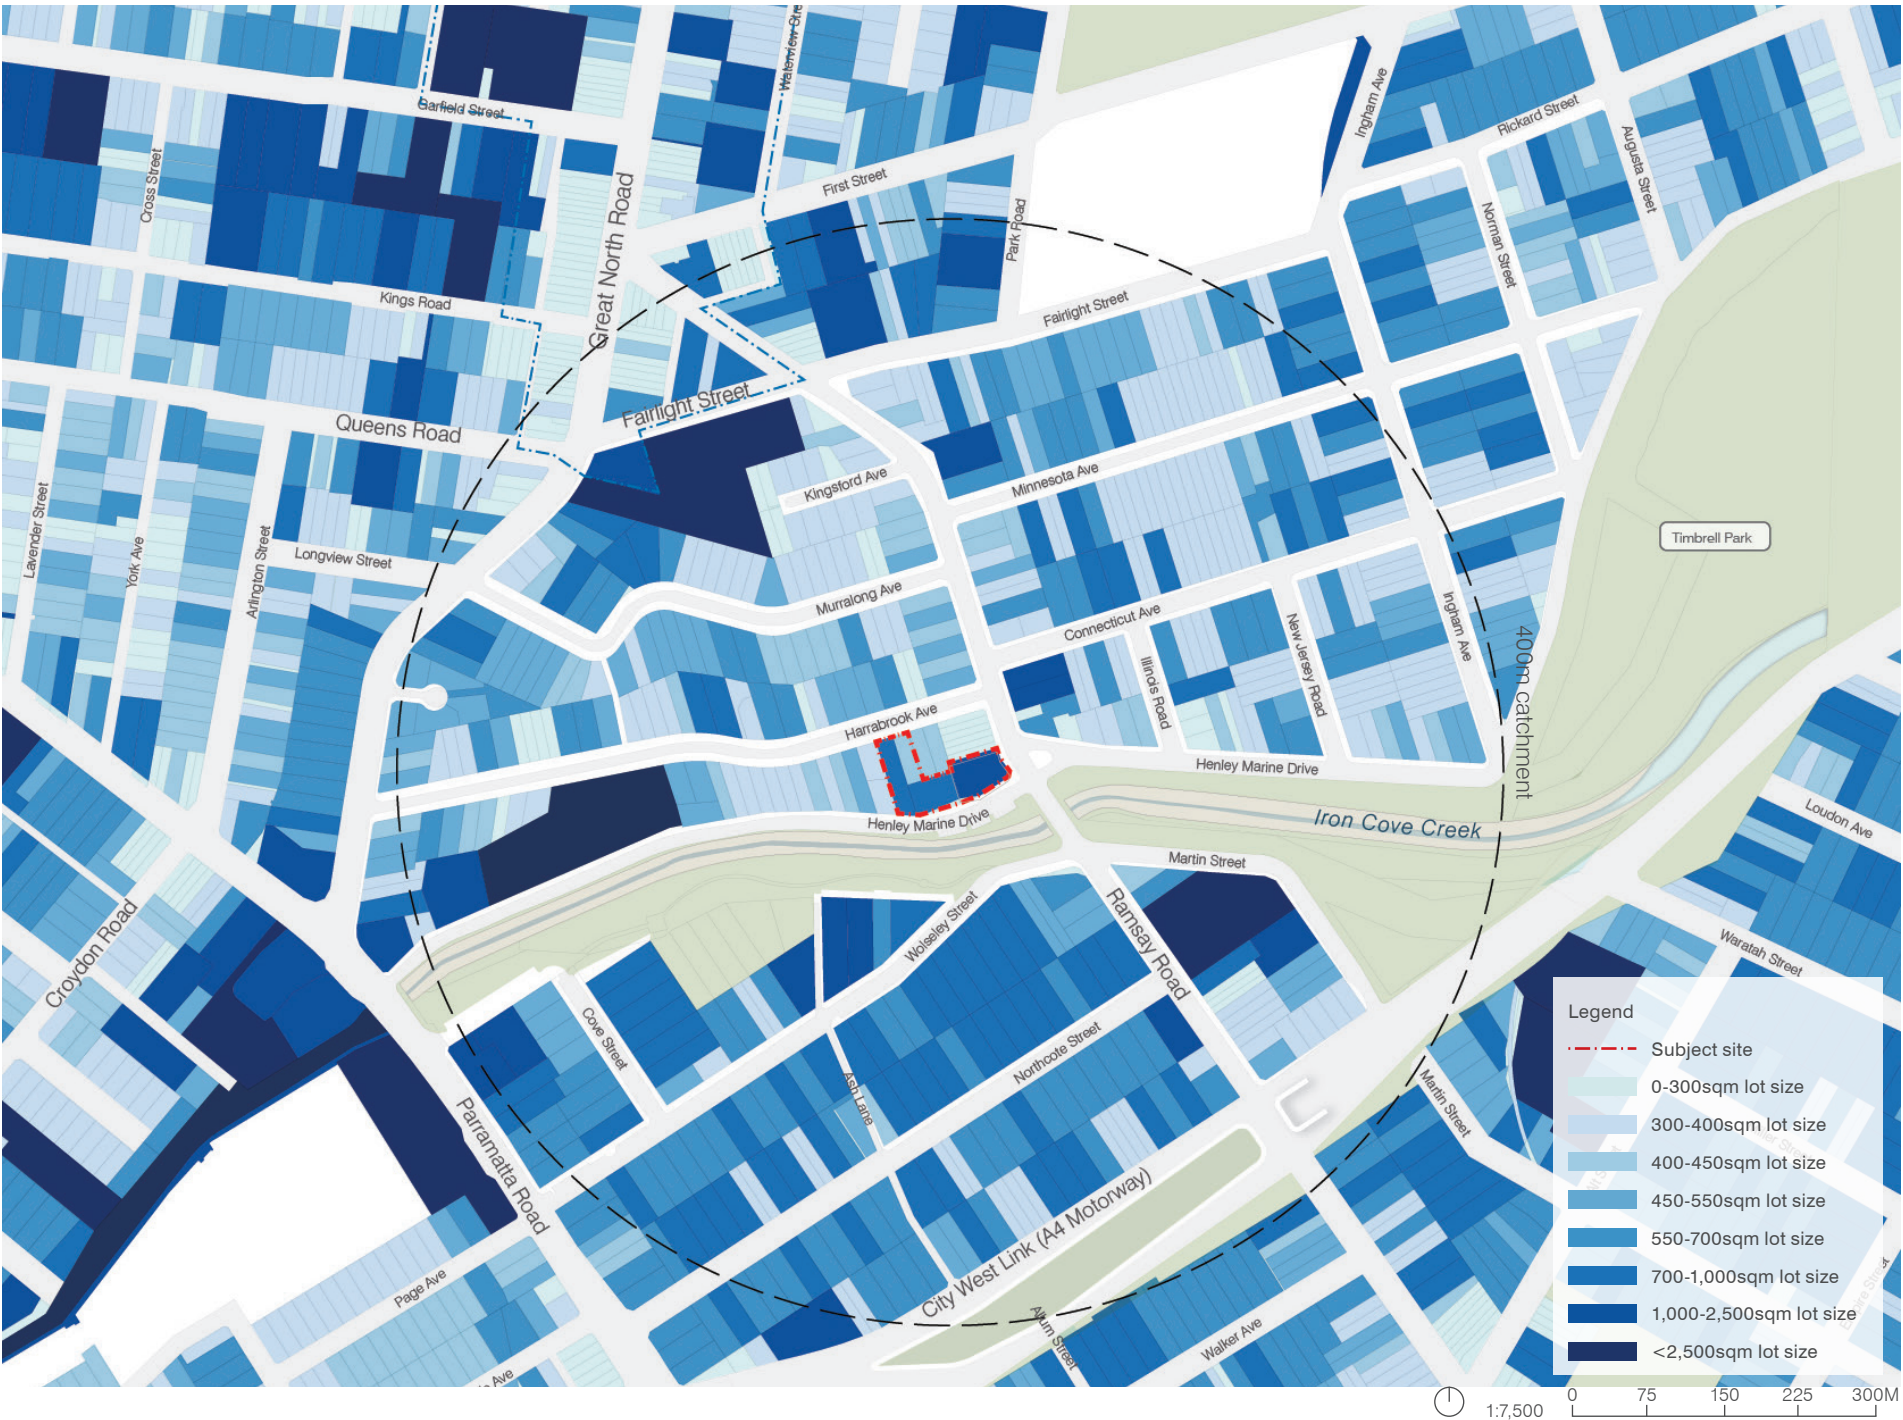 Waterview Stre
Garfield Street
Ingham Ave
Rickard Street
Augusta Street
Cross Street
First Street
Great North Road
Park Road
Norman Street
Kings Road
Fairlight Street
Fairlight Street
Queens Road
Kingsford Ave
Minnesota Ave
Lavender Street
York Ave
Arlington Street
Longview Street
Timbrell Park
Murralong Ave
Connecticut Ave
Illinois Road
New Jersey Road
Ingham Ave
400m catchment
Harrabrook Ave
Henley Marine Drive
Henley Marine Drive
Iron Cove Creek
Loudon Ave
Martin Street
Croydon Road
Wolseley Street
Ramsay Road
Waratah Street
Cove Street
Northcote Street
Ash Lane
Martin Street
Parramatta Road
City West Link (A4 Motorway)
Page Ave
Allum Street
Walker Ave
Ave
Legend
Subject site
0-300sqm lot size
300-400sqm lot size
400-450sqm lot size
450-550sqm lot size
550-700sqm lot size
700-1,000sqm lot size
1,000-2,500sqm lot size
<2,500sqm lot size
1:7,500
0 75 150 225 300M